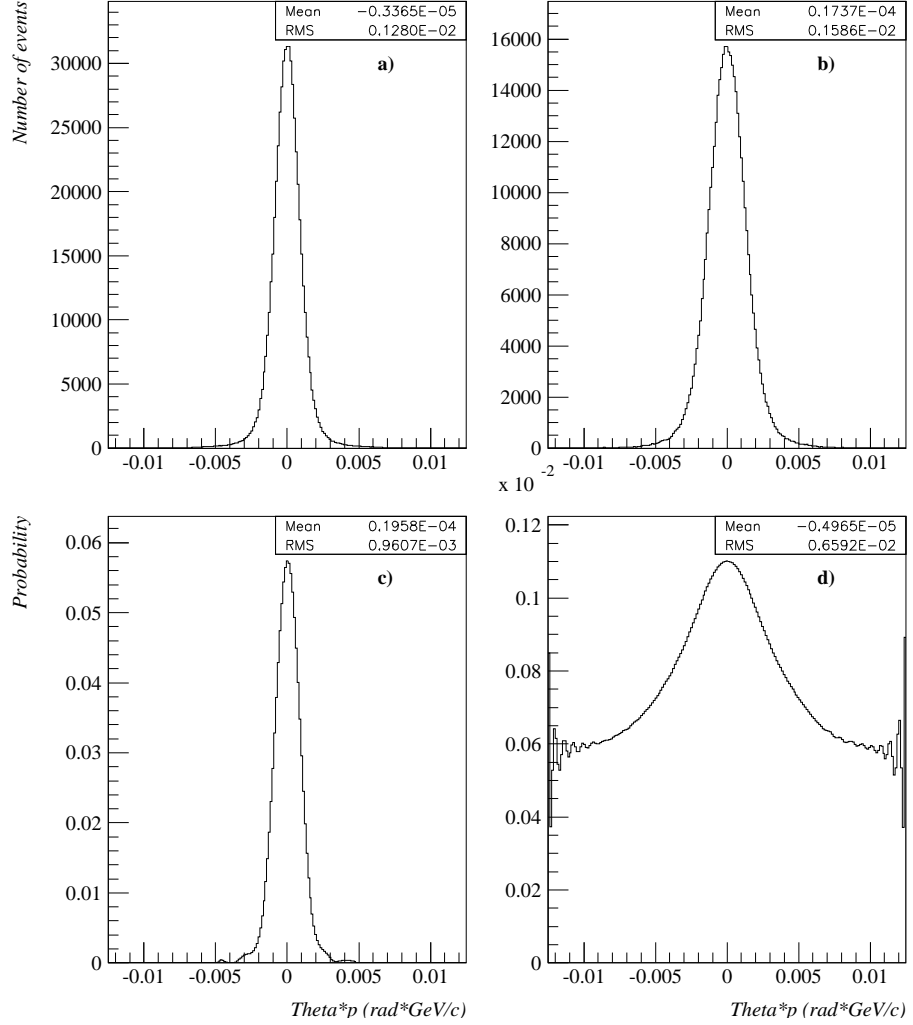 Number of events
Mean -0.3365E-05
RMS 0.1280E-02
a)
30000
25000
20000
15000
10000
5000
0
-0.01 -0.005 0 0.005 0.01
Mean 0.1737E-04
RMS 0.1586E-02
b)
16000
14000
12000
10000
8000
6000
4000
2000
0
-0.01 -0.005 0 0.005 0.01
Probability
Mean 0.1958E-04
RMS 0.9607E-03
c)
0.06
0.05
0.04
0.03
0.02
0.01
0
-0.01 -0.005 0 0.005 0.01
Theta*p (rad*GeV/c)
x 10 -2
Mean -0.4965E-05
RMS 0.6592E-02
d)
0.12
0.1
0.08
0.06
0.04
0.02
0
-0.01 -0.005 0 0.005 0.01
Theta*p (rad*GeV/c)